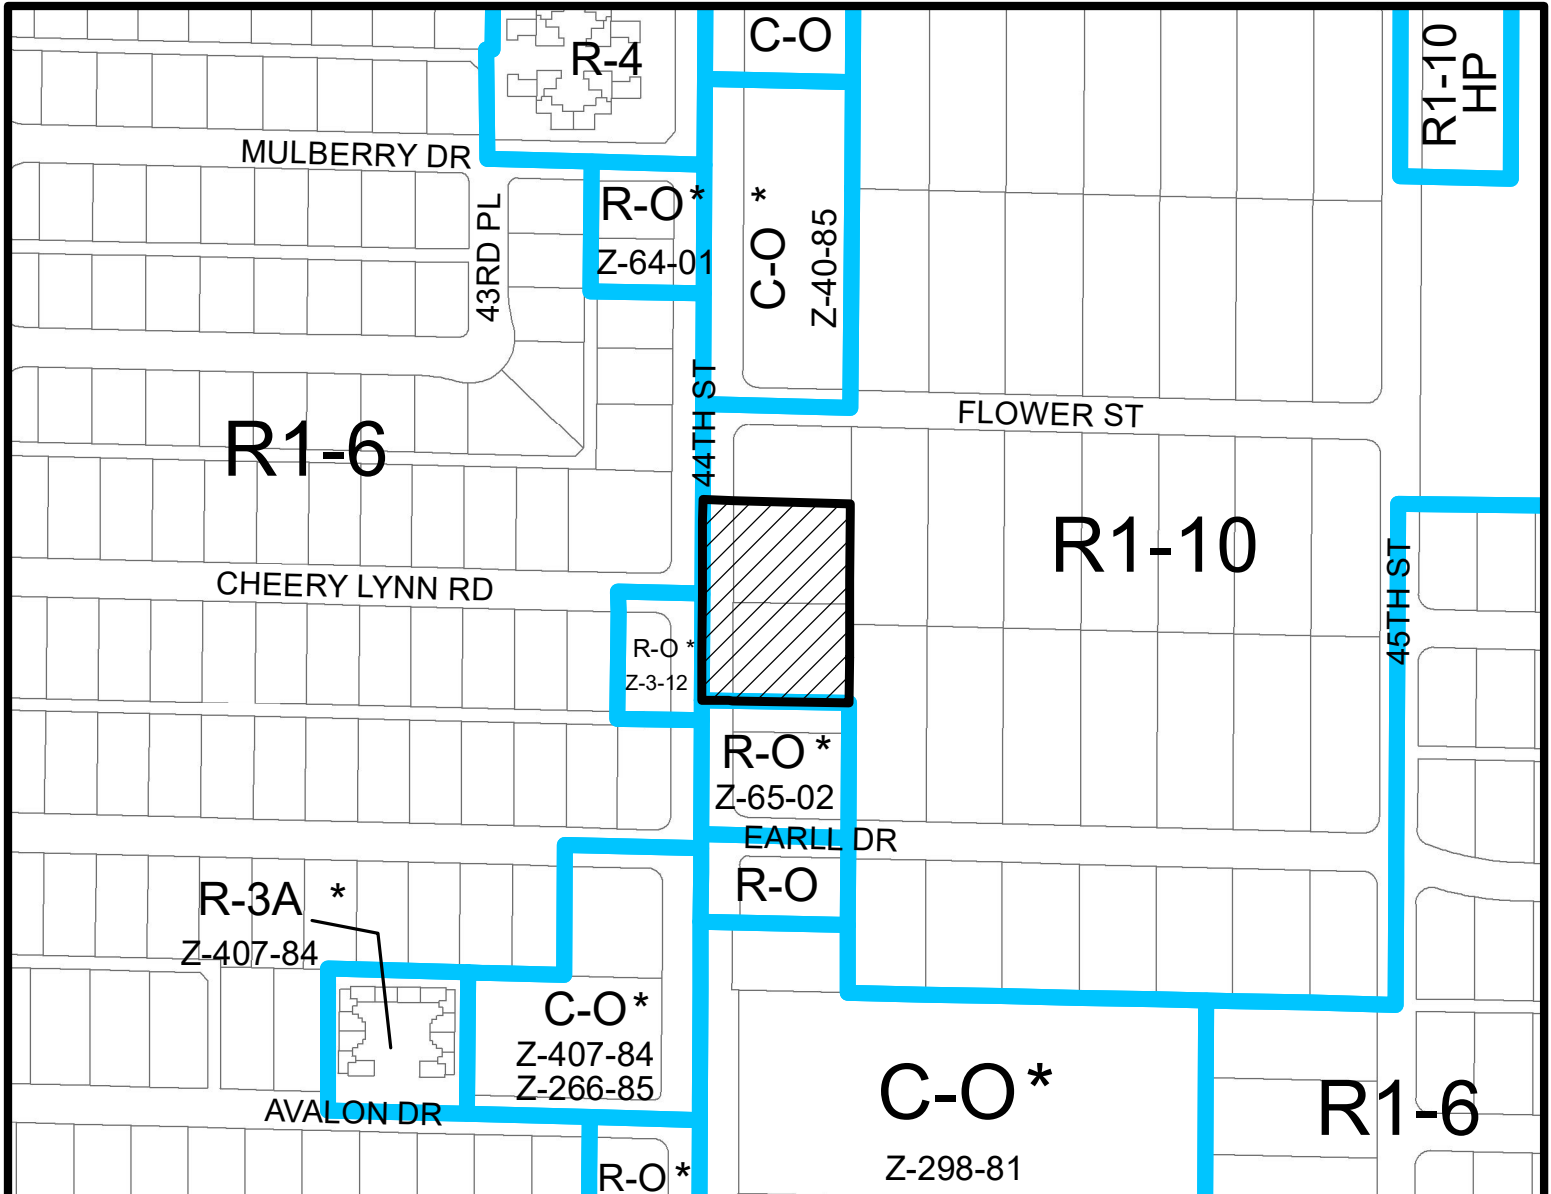 C-O
R-4
R1-10
HP
MULBERRY DR
R-O *
Z-64-01
C-O *
Z-40-85
43RD PL
44TH ST
FLOWER ST
R1-6
R1-10
45TH ST
CHEERY LYNN RD
R-O *
Z-3-12
R-O *
Z-65-02
EARLL DR
R-O
R-3A *
Z-407-84
C-O *
Z-407-84
Z-266-85
C-O *
Z-298-81
R1-6
AVALON DR
R-O *